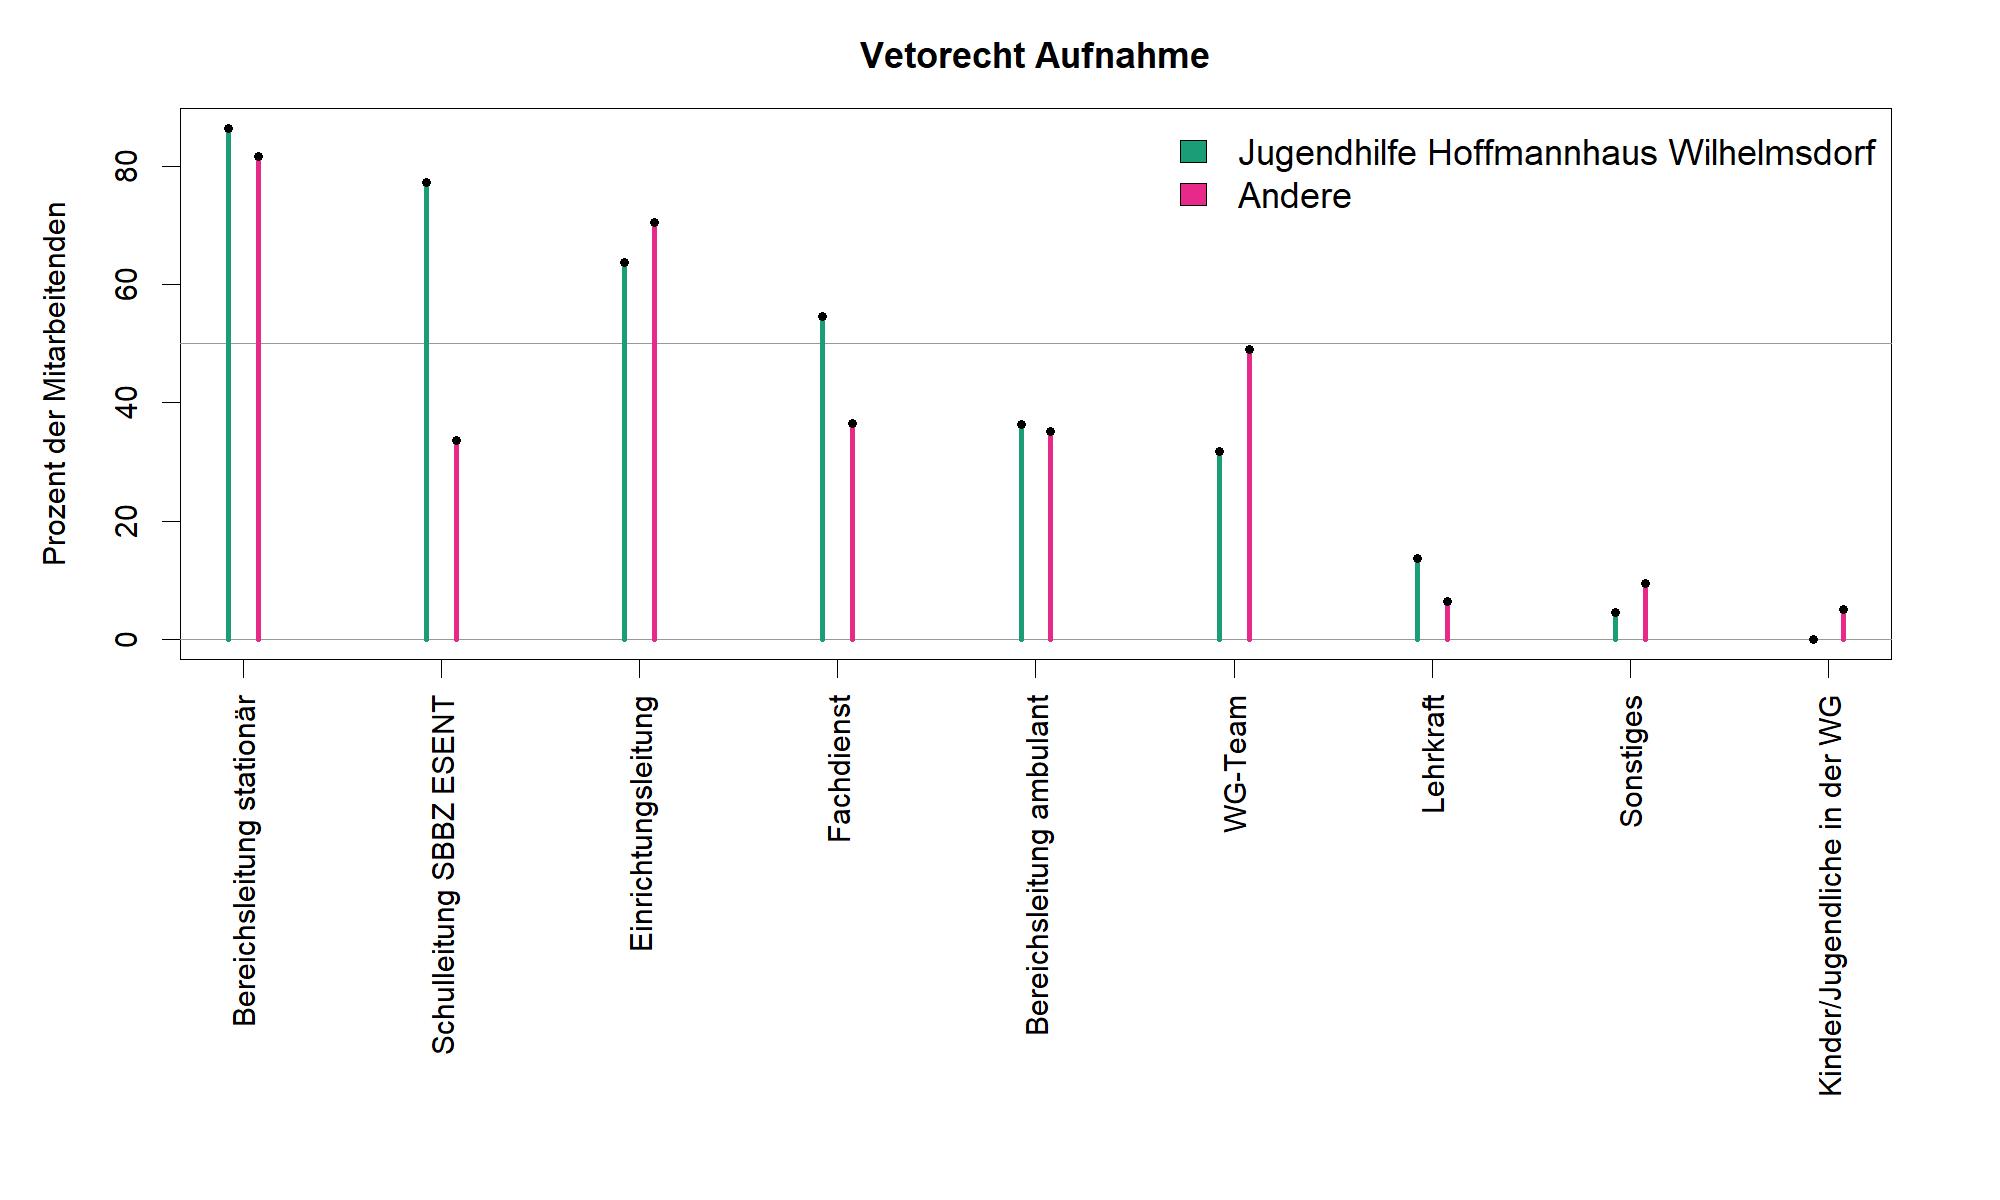 Vetorecht Aufnahme
Jugendhilfe Hoffmannhaus Wilhelmsdorf
Andere
Prozent der Mitarbeitenden
80
60
40
20
0
Bereichsleitung stationär
Schulleitung SBBZ ESENT
Einrichtungsleitung
Fachdienst
Bereichsleitung ambulant
WG-Team
Lehrkraft
Sonstiges
Kinder/Jugendliche in der WG